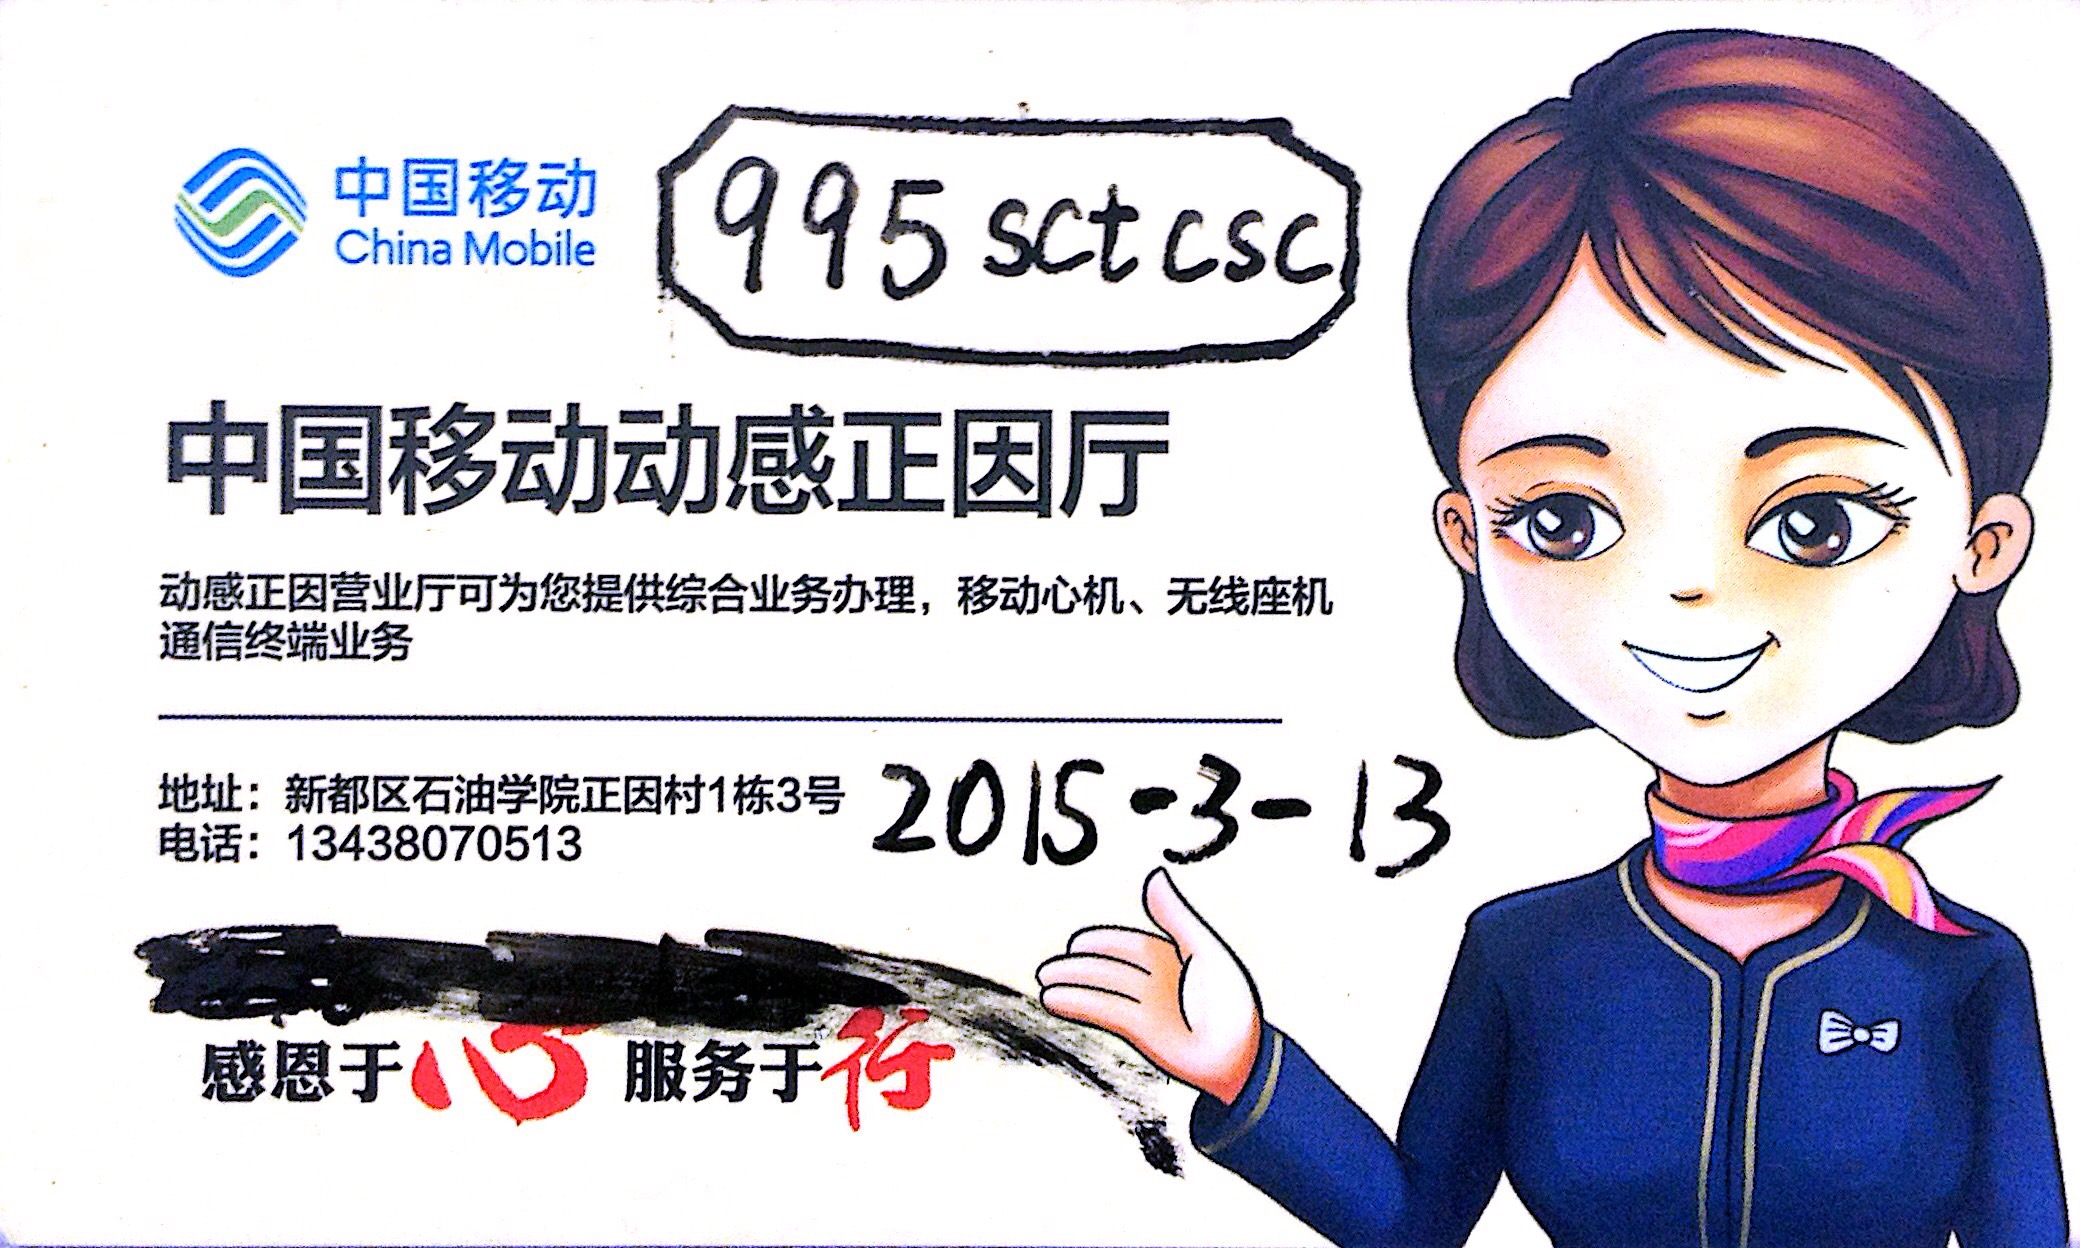 中国移动
China Mobile
995 sctcsc
中国移动动感正因厅
动感正因营业厅可为您提供综合业务办理，移动心机、无线座机
通信终端业务
地址：新都区石油学院正因村1栋3号
电话：13438070513
2015-3-13
感恩于心 服务于行